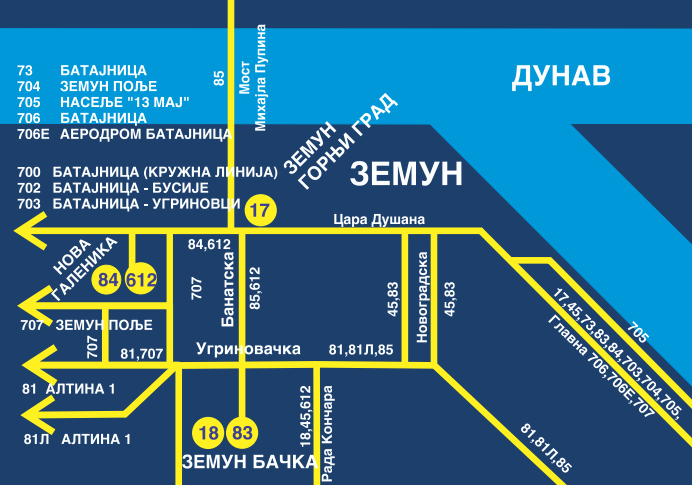 73 БАТАЈНИЦА
704 ЗЕМУН ПОЉЕ
705 НАСЕЉЕ "13 МАЈ"
706 БАТАЈНИЦА
706Е АЕРОДРОМ БАТАЈНИЦА
700 БАТАЈНИЦА (КРУЖНА ЛИНИЈА)
702 БАТАЈНИЦА - БУСИЈЕ
703 БАТАЈНИЦА - УГРИНОВЦИ
85
Мост
Михајла Пупина
ДУНАВ
ЗЕМУН
ГОРЊИ ГРАД
ЗЕМУН
17
Цара Душана
НОВА
ГАЛЕНИКА
84
612
84,612
707
Банатска
85,612
45,83
Новоградска
45,83
17,45,73,83,84,703,704,705,
Главна 706,706Е,707
705
707 ЗЕМУН ПОЉЕ
707
81,707
Угриновачка
81,81Л,85
81 АЛТИНА 1
81Л АЛТИНА 1
18
83
ЗЕМУН БАЧКА
18,45,612
Рада Кончара
81,81Л,85